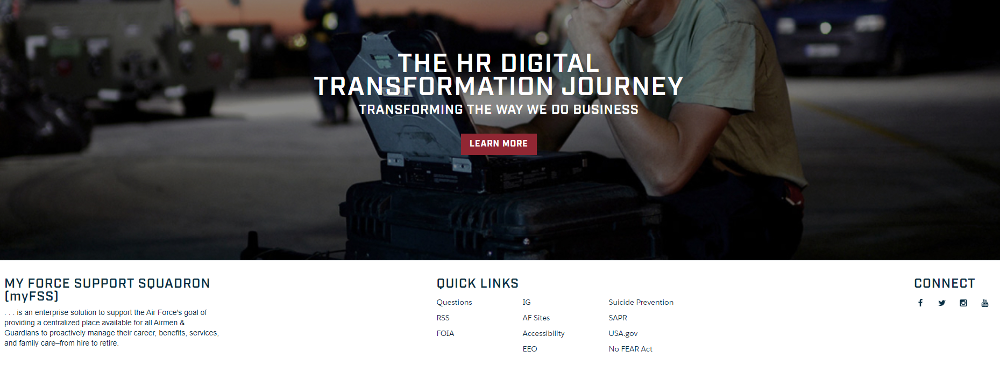 THE HR DIGITAL
TRANSFORMATION JOURNEY
TRANSFORMING THE WAY WE DO BUSINESS
LEARN MORE
MY FORCE SUPPORT SQUADRON
(myFSS)
. . . is an enterprise solution to support the Air Force's goal of
providing a centralized place available for all Airmen &
Guardians to proactively manage their career, benefits, services,
and family care–from hire to retire.
QUICK LINKS
Questions
RSS
FOIA
IG
AF Sites
Accessibility
EEO
Suicide Prevention
SAPR
USA.gov
No FEAR Act
CONNECT